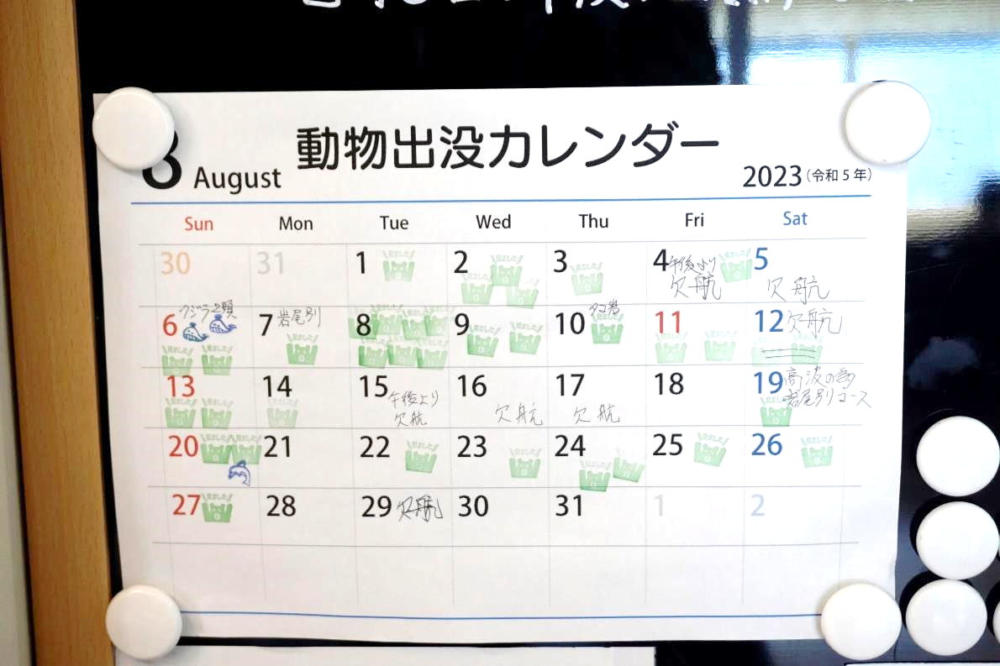 動物出没カレンダー
8 August
2023(令和5年)
Sun Mon Tue Wed Thu Fri Sat
30 31 1 2 3 4 5
午後より
欠航
欠航
6 7 8 9 10 11 12
クジラ2頭
岩尾別
欠航
13 14 15 16 17 18 19
午後より
欠航
欠航
欠航
高波の為
岩尾別コース
20 21 22 23 24 25 26
27 28 29 30 31 1 2
欠航
見ました!